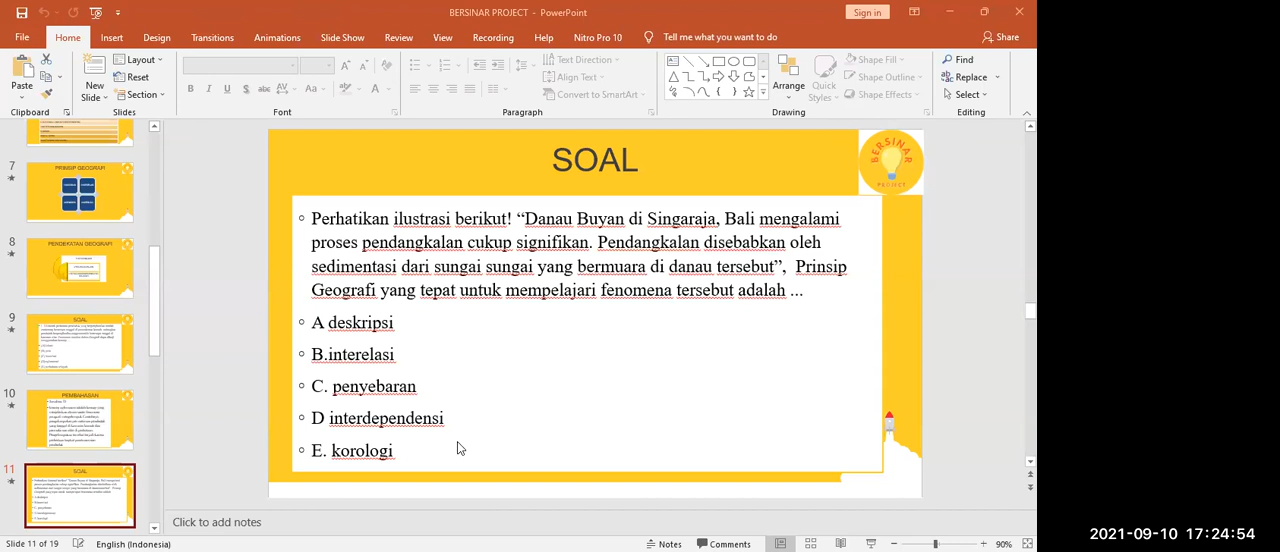 BERSINAR PROJECT - PowerPoint
Sign in
File Home Insert Design Transitions Animations Slide Show Review View Recording Help Nitro Pro 10 Tell me what you want to do Share
Paste
New Slide
Layout
Reset
Section
B I U S abc AV Aa A
Text Direction
Align Text
Convert to SmartArt
Arrange
Quick Styles
Shape Fill
Shape Outline
Shape Effects
Find
Replace
Select
Clipboard Slides Font Paragraph Drawing Editing
7
PRINSIP GEOGRAFI
8
PENDEKATAN GEOGRAFI
9
SOAL
10
PEMBAHASAN
11
SOAL
SOAL
BERSINAR
PROJECT
Perhatikan ilustrasi berikut! “Danau Buyan di Singaraja, Bali mengalami
proses pendangkalan cukup signifikan. Pendangkalan disebabkan oleh
sedimentasi dari sungai sungai yang bermuara di danau tersebut”, Prinsip
Geografi yang tepat untuk mempelajari fenomena tersebut adalah ...
A deskripsi
B.interelasi
C. penyebaran
D interdependensi
E. korologi
Click to add notes
Slide 11 of 19 English (Indonesia) Notes Comments 90%
2021-09-10 17:24:54